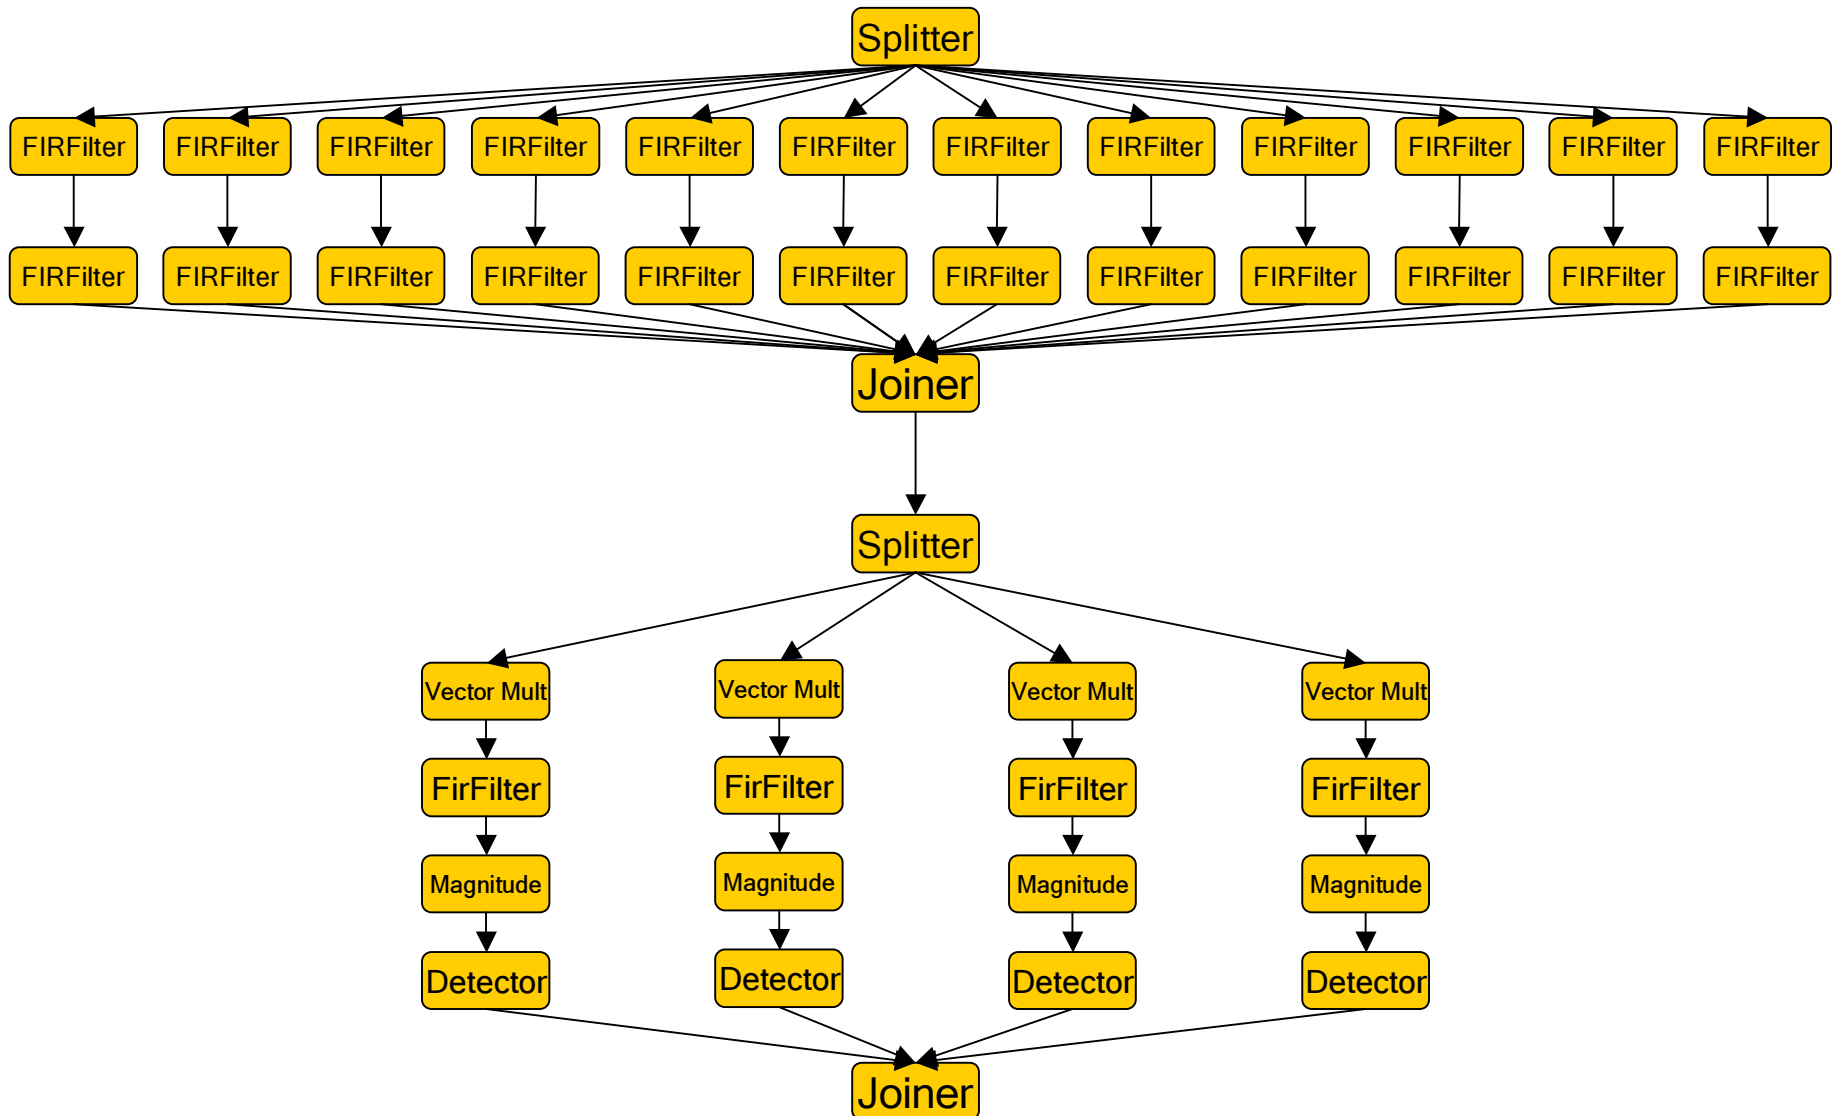 Splitter
FIRFilter FIRFilter FIRFilter FIRFilter FIRFilter FIRFilter FIRFilter FIRFilter FIRFilter FIRFilter FIRFilter FIRFilter
FIRFilter FIRFilter FIRFilter FIRFilter FIRFilter FIRFilter FIRFilter FIRFilter FIRFilter FIRFilter FIRFilter FIRFilter
Joiner
Splitter
Vector Mult Vector Mult Vector Mult Vector Mult
FirFilter FirFilter FirFilter FirFilter
Magnitude Magnitude Magnitude Magnitude
Detector Detector Detector Detector
Joiner